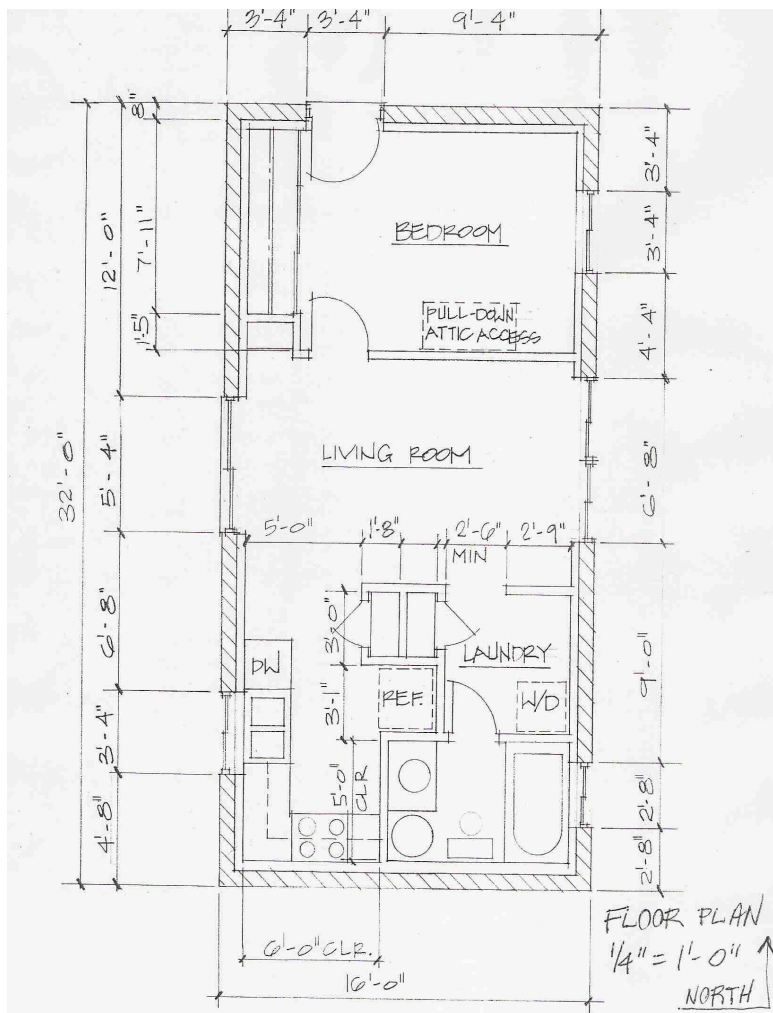 3'-4" 3'-4" 9'-4"
8"
3'-4"
12'-0"
7'-11"
BEDROOM
3'-4"
PULL-DOWN
ATTIC ACCESS
1'5"
4'-4"
32'-0"
5'-4"
LIVING ROOM
6'-8"
5'-0" 1'-8" 2'-6" 2'-9"
MIN
6'-8"
3'-0"
LAUNDRY
DW
9'-0"
REF.
W/D
3'-1"
3'-4"
5'-0"
CLR
2'-8"
4'-8"
2'-8"
6'-0" CLR.
16'-0"
FLOOR PLAN
1/4" = 1'-0"
NORTH